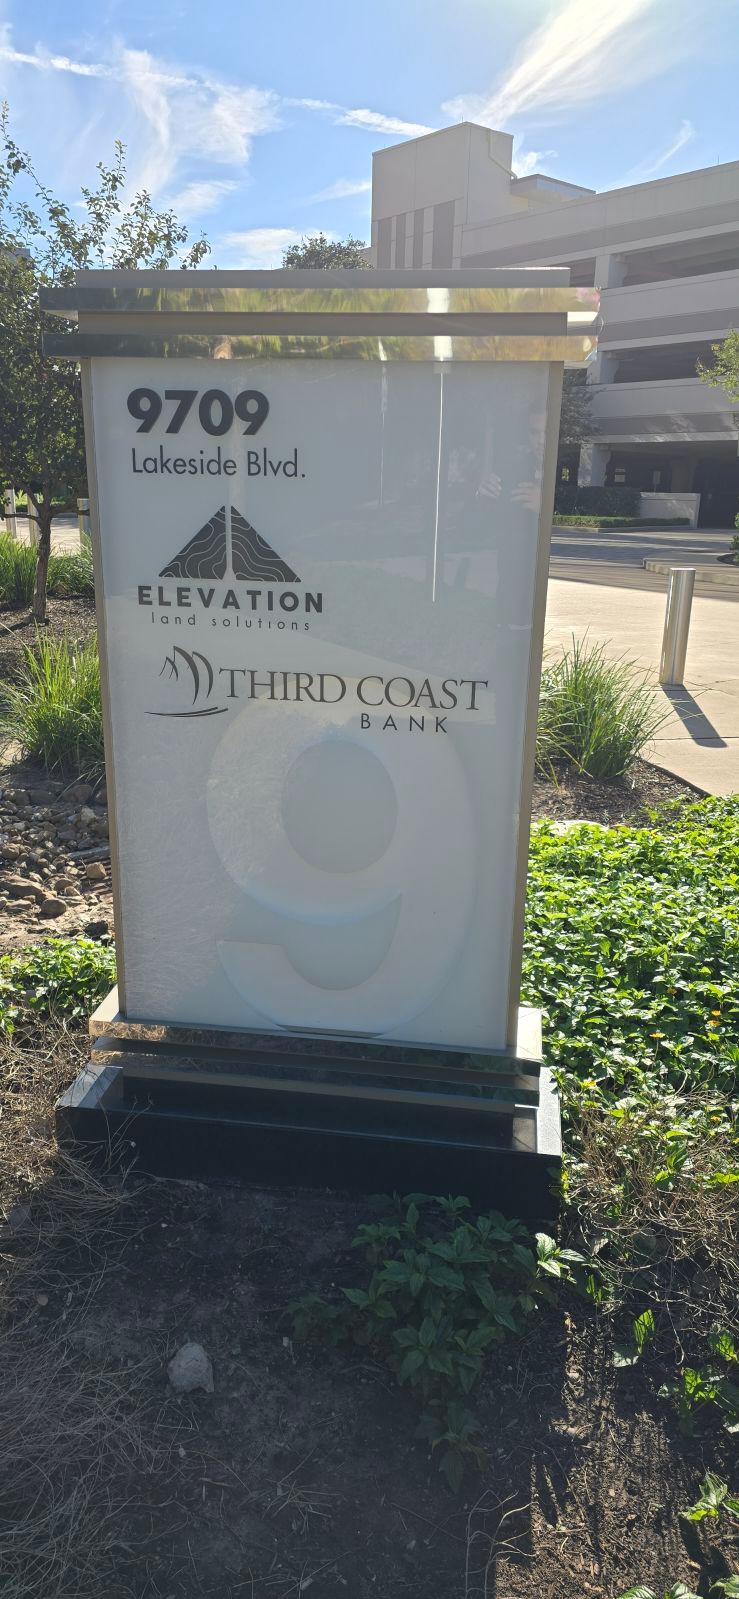 9709
Lakeside Blvd.
ELEVATION
land solutions
THIRD COAST
BANK
9